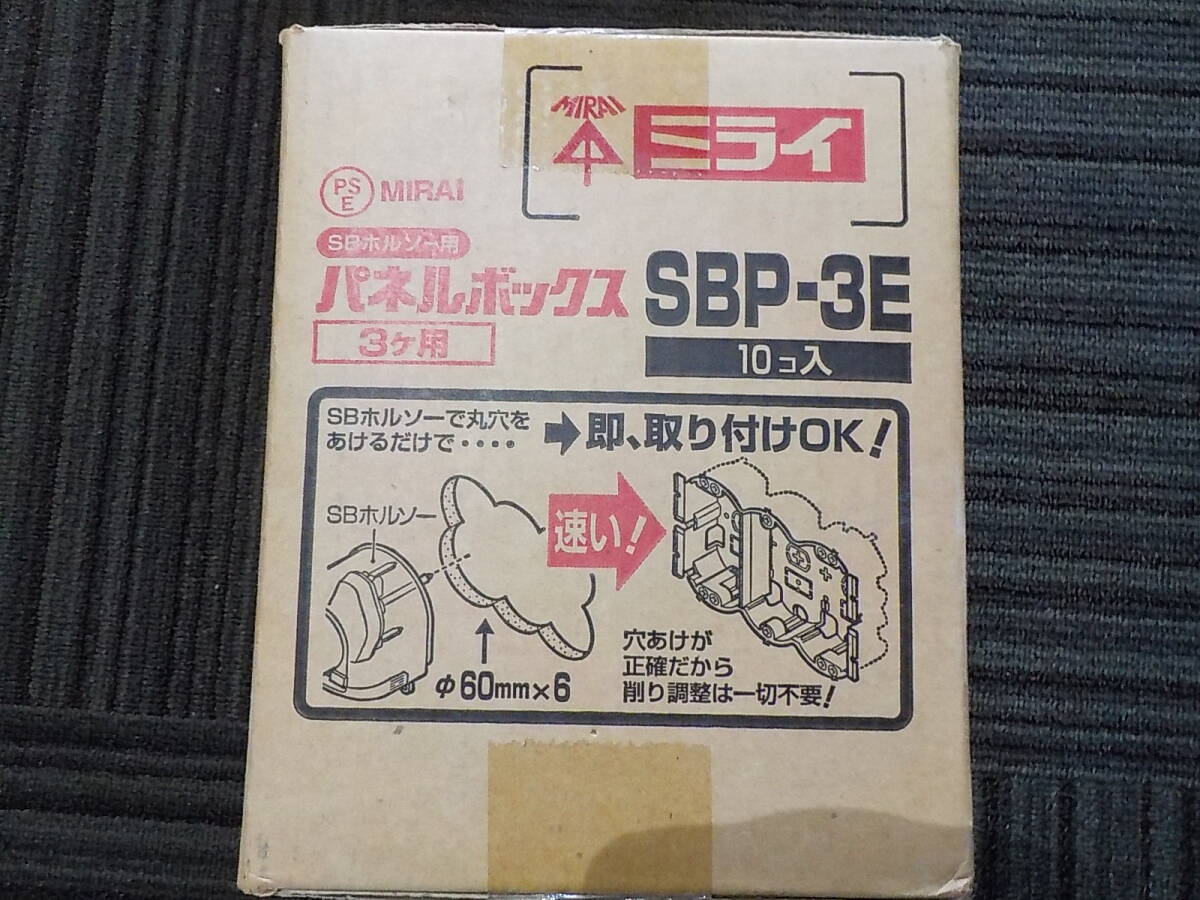 MIRAI
ミライ
PS
E
MIRAI
SBホルソー用
パネルボックス
3ヶ用
SBP-3E
10コ入
SBホルソーで丸穴を
あけるだけで・・・・
即、取り付けOK!
SBホルソー
速い!
φ60mm×6
穴あけが
正確だから
削り調整は一切不要!